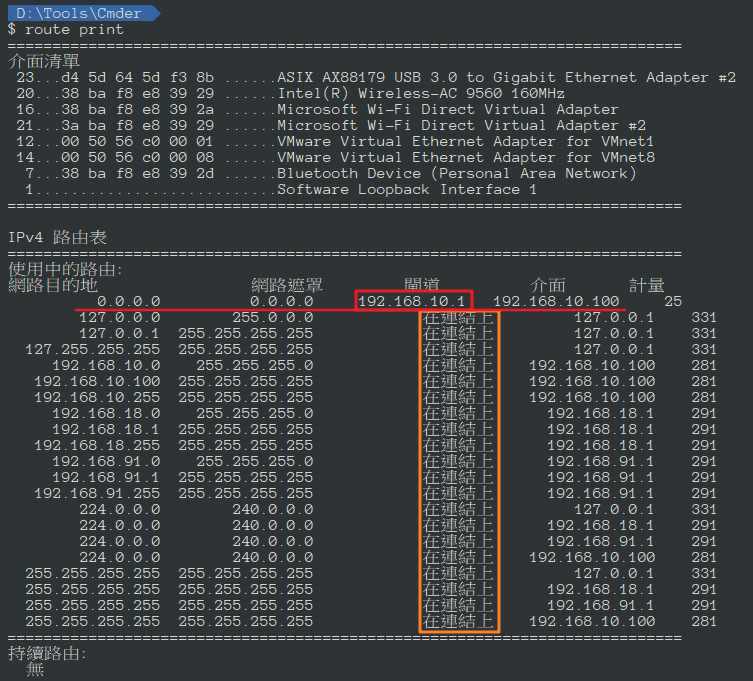 D:\Tools\Cmder
$ route print
===========================================================================
介面清單
23...d4 5d 64 5d f3 8b ......ASIX AX88179 USB 3.0 to Gigabit Ethernet Adapter #2
20...38 ba f8 e8 39 29 ......Intel(R) Wireless-AC 9560 160MHz
16...38 ba f8 e8 39 2a ......Microsoft Wi-Fi Direct Virtual Adapter
21...3a ba f8 e8 39 29 ......Microsoft Wi-Fi Direct Virtual Adapter #2
12...00 50 56 c0 00 01 ......VMware Virtual Ethernet Adapter for VMnet1
14...00 50 56 c0 00 08 ......VMware Virtual Ethernet Adapter for VMnet8
7...38 ba f8 e8 39 2d ......Bluetooth Device (Personal Area Network)
1...........................Software Loopback Interface 1
===========================================================================
IPv4 路由表
===========================================================================
使用中的路由:
網路目的地 網路遮罩 閘道 介面 計量
0.0.0.0 0.0.0.0 192.168.10.1 192.168.10.100 25
127.0.0.0 255.0.0.0 在連結上 127.0.0.1 331
127.0.0.1 255.255.255.255 在連結上 127.0.0.1 331
127.255.255.255 255.255.255.255 在連結上 127.0.0.1 331
192.168.10.0 255.255.255.0 在連結上 192.168.10.100 281
192.168.10.100 255.255.255.255 在連結上 192.168.10.100 281
192.168.10.255 255.255.255.255 在連結上 192.168.10.100 281
192.168.18.0 255.255.255.0 在連結上 192.168.18.1 291
192.168.18.1 255.255.255.255 在連結上 192.168.18.1 291
192.168.18.255 255.255.255.255 在連結上 192.168.18.1 291
192.168.91.0 255.255.255.0 在連結上 192.168.91.1 291
192.168.91.1 255.255.255.255 在連結上 192.168.91.1 291
192.168.91.255 255.255.255.255 在連結上 192.168.91.1 291
224.0.0.0 240.0.0.0 在連結上 127.0.0.1 331
224.0.0.0 240.0.0.0 在連結上 192.168.18.1 291
224.0.0.0 240.0.0.0 在連結上 192.168.91.1 291
224.0.0.0 240.0.0.0 在連結上 192.168.10.100 281
255.255.255.255 255.255.255.255 在連結上 127.0.0.1 331
255.255.255.255 255.255.255.255 在連結上 192.168.18.1 291
255.255.255.255 255.255.255.255 在連結上 192.168.91.1 291
255.255.255.255 255.255.255.255 在連結上 192.168.10.100 281
===========================================================================
持續路由:
無